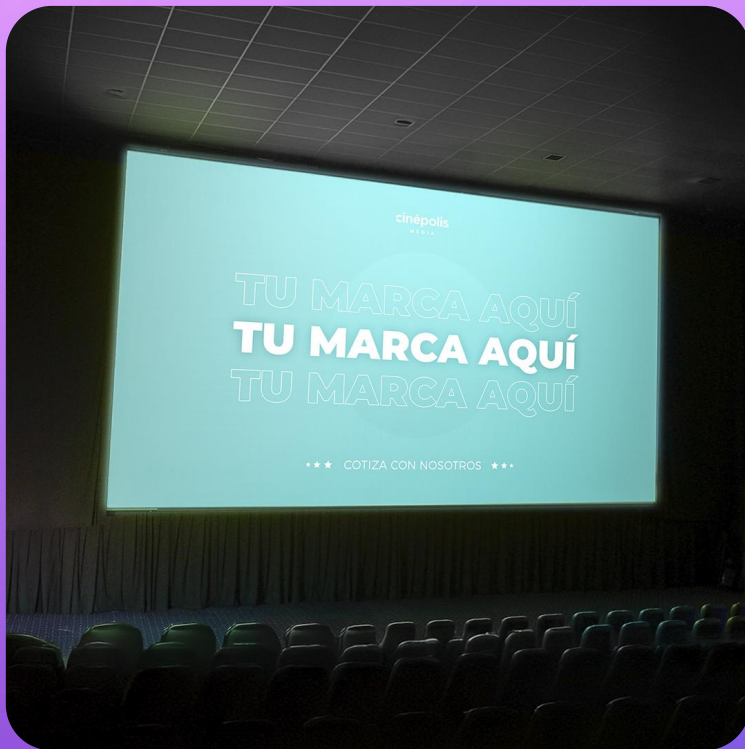 cinépolis
MEDIA
TU MARCA AQUÍ
TU MARCA AQUÍ
TU MARCA AQUÍ
COTIZA CON NOSOTROS